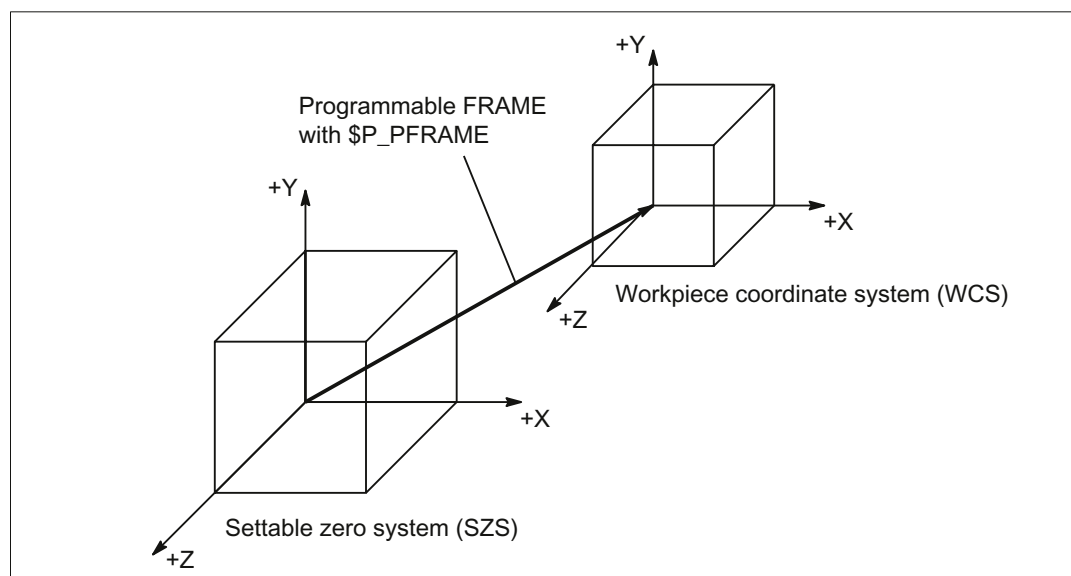 +Y
Programmable FRAME
with $P_PFRAME
+X
Workpiece coordinate system (WCS)
+Z
+Y
+X
Settable zero system (SZS)
+Z